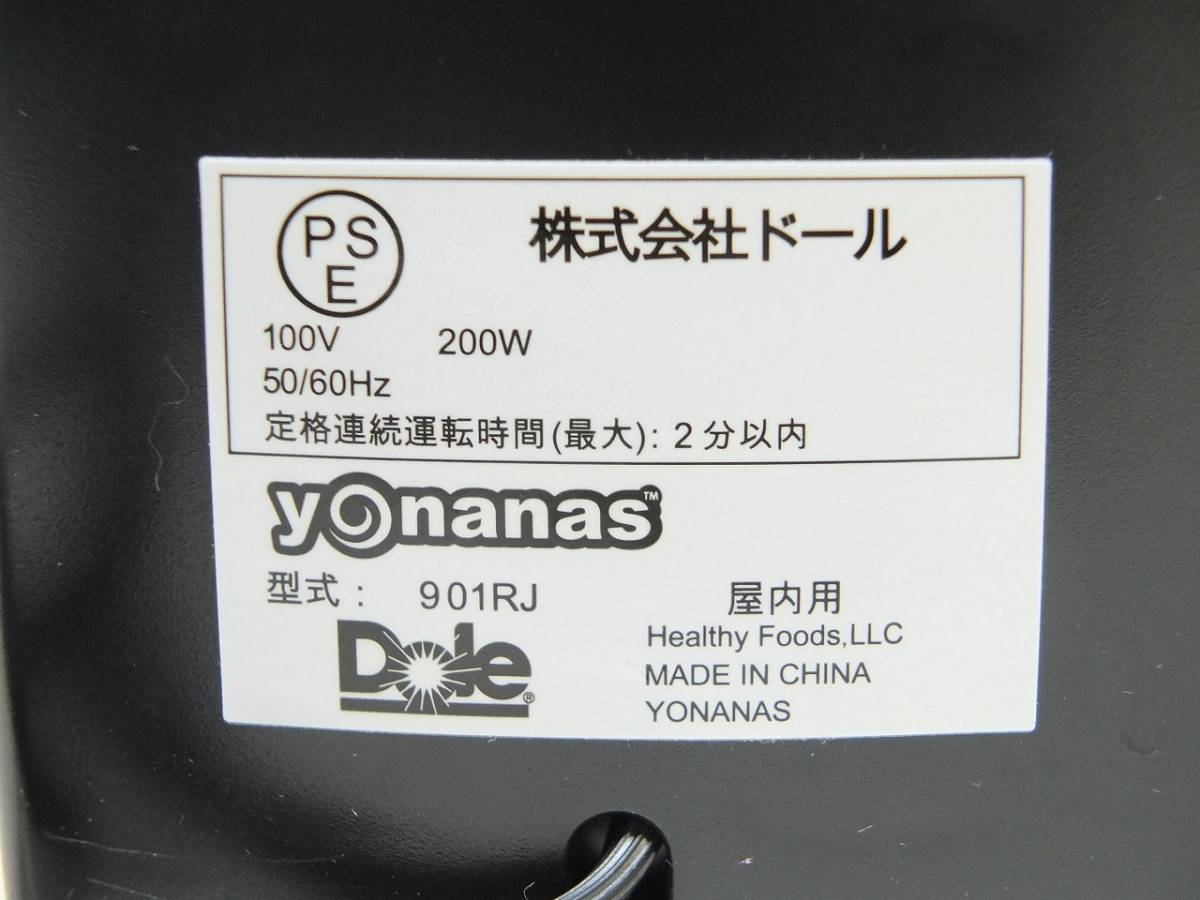 PS
E
株式会社ドール
100V 200W
50/60Hz
定格連続運転時間(最大): 2分以内
yonanas™
型式: 901RJ
屋内用
Dole®
Healthy Foods,LLC
MADE IN CHINA
YONANAS